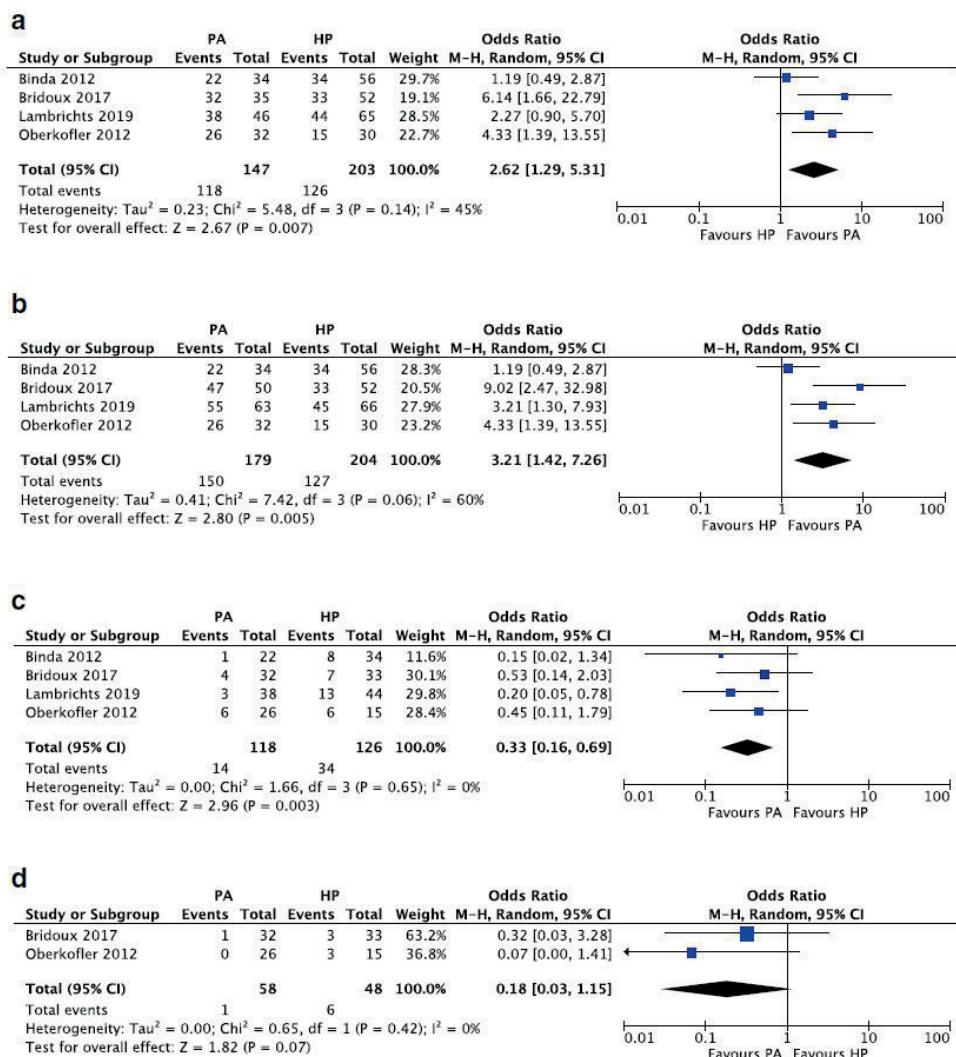 a
PA HP Odds Ratio Odds Ratio
Study or Subgroup Events Total Events Total Weight M-H, Random, 95% CI M-H, Random, 95% CI
Binda 2012 22 34 34 56 29.7% 1.19 [0.49, 2.87]
Bridoux 2017 32 35 33 52 19.1% 6.14 [1.66, 22.79]
Lambrichts 2019 38 46 44 65 28.5% 2.27 [0.90, 5.70]
Oberkofler 2012 26 32 15 30 22.7% 4.33 [1.39, 13.55]
Total (95% CI) 147 203 100.0% 2.62 [1.29, 5.31]
Total events 118 126
Heterogeneity: Tau² = 0.23; Chi² = 5.48, df = 3 (P = 0.14); I² = 45%
Test for overall effect: Z = 2.67 (P = 0.007)
0.01 0.1 1 10 100
Favours HP Favours PA
b
PA HP Odds Ratio Odds Ratio
Study or Subgroup Events Total Events Total Weight M-H, Random, 95% CI M-H, Random, 95% CI
Binda 2012 22 34 34 56 28.3% 1.19 [0.49, 2.87]
Bridoux 2017 47 50 33 52 20.5% 9.02 [2.47, 32.98]
Lambrichts 2019 55 63 45 66 27.9% 3.21 [1.30, 7.93]
Oberkofler 2012 26 32 15 30 23.2% 4.33 [1.39, 13.55]
Total (95% CI) 179 204 100.0% 3.21 [1.42, 7.26]
Total events 150 127
Heterogeneity: Tau² = 0.41; Chi² = 7.42, df = 3 (P = 0.06); I² = 60%
Test for overall effect: Z = 2.80 (P = 0.005)
0.01 0.1 1 10 100
Favours HP Favours PA
c
PA HP Odds Ratio Odds Ratio
Study or Subgroup Events Total Events Total Weight M-H, Random, 95% CI M-H, Random, 95% CI
Binda 2012 1 22 8 34 11.6% 0.15 [0.02, 1.34]
Bridoux 2017 4 32 7 33 30.1% 0.53 [0.14, 2.03]
Lambrichts 2019 3 38 13 44 29.8% 0.20 [0.05, 0.78]
Oberkofler 2012 6 26 6 15 28.4% 0.45 [0.11, 1.79]
Total (95% CI) 118 126 100.0% 0.33 [0.16, 0.69]
Total events 14 34
Heterogeneity: Tau² = 0.00; Chi² = 1.66, df = 3 (P = 0.65); I² = 0%
Test for overall effect: Z = 2.96 (P = 0.003)
0.01 0.1 1 10 100
Favours PA Favours HP
d
PA HP Odds Ratio Odds Ratio
Study or Subgroup Events Total Events Total Weight M-H, Random, 95% CI M-H, Random, 95% CI
Bridoux 2017 1 32 3 33 63.2% 0.32 [0.03, 3.28]
Oberkofler 2012 0 26 3 15 36.8% 0.07 [0.00, 1.41]
Total (95% CI) 58 48 100.0% 0.18 [0.03, 1.15]
Total events 1 6
Heterogeneity: Tau² = 0.00; Chi² = 0.65, df = 1 (P = 0.42); I² = 0%
Test for overall effect: Z = 1.82 (P = 0.07)
0.01 0.1 1 10 100
Favours PA Favours HP